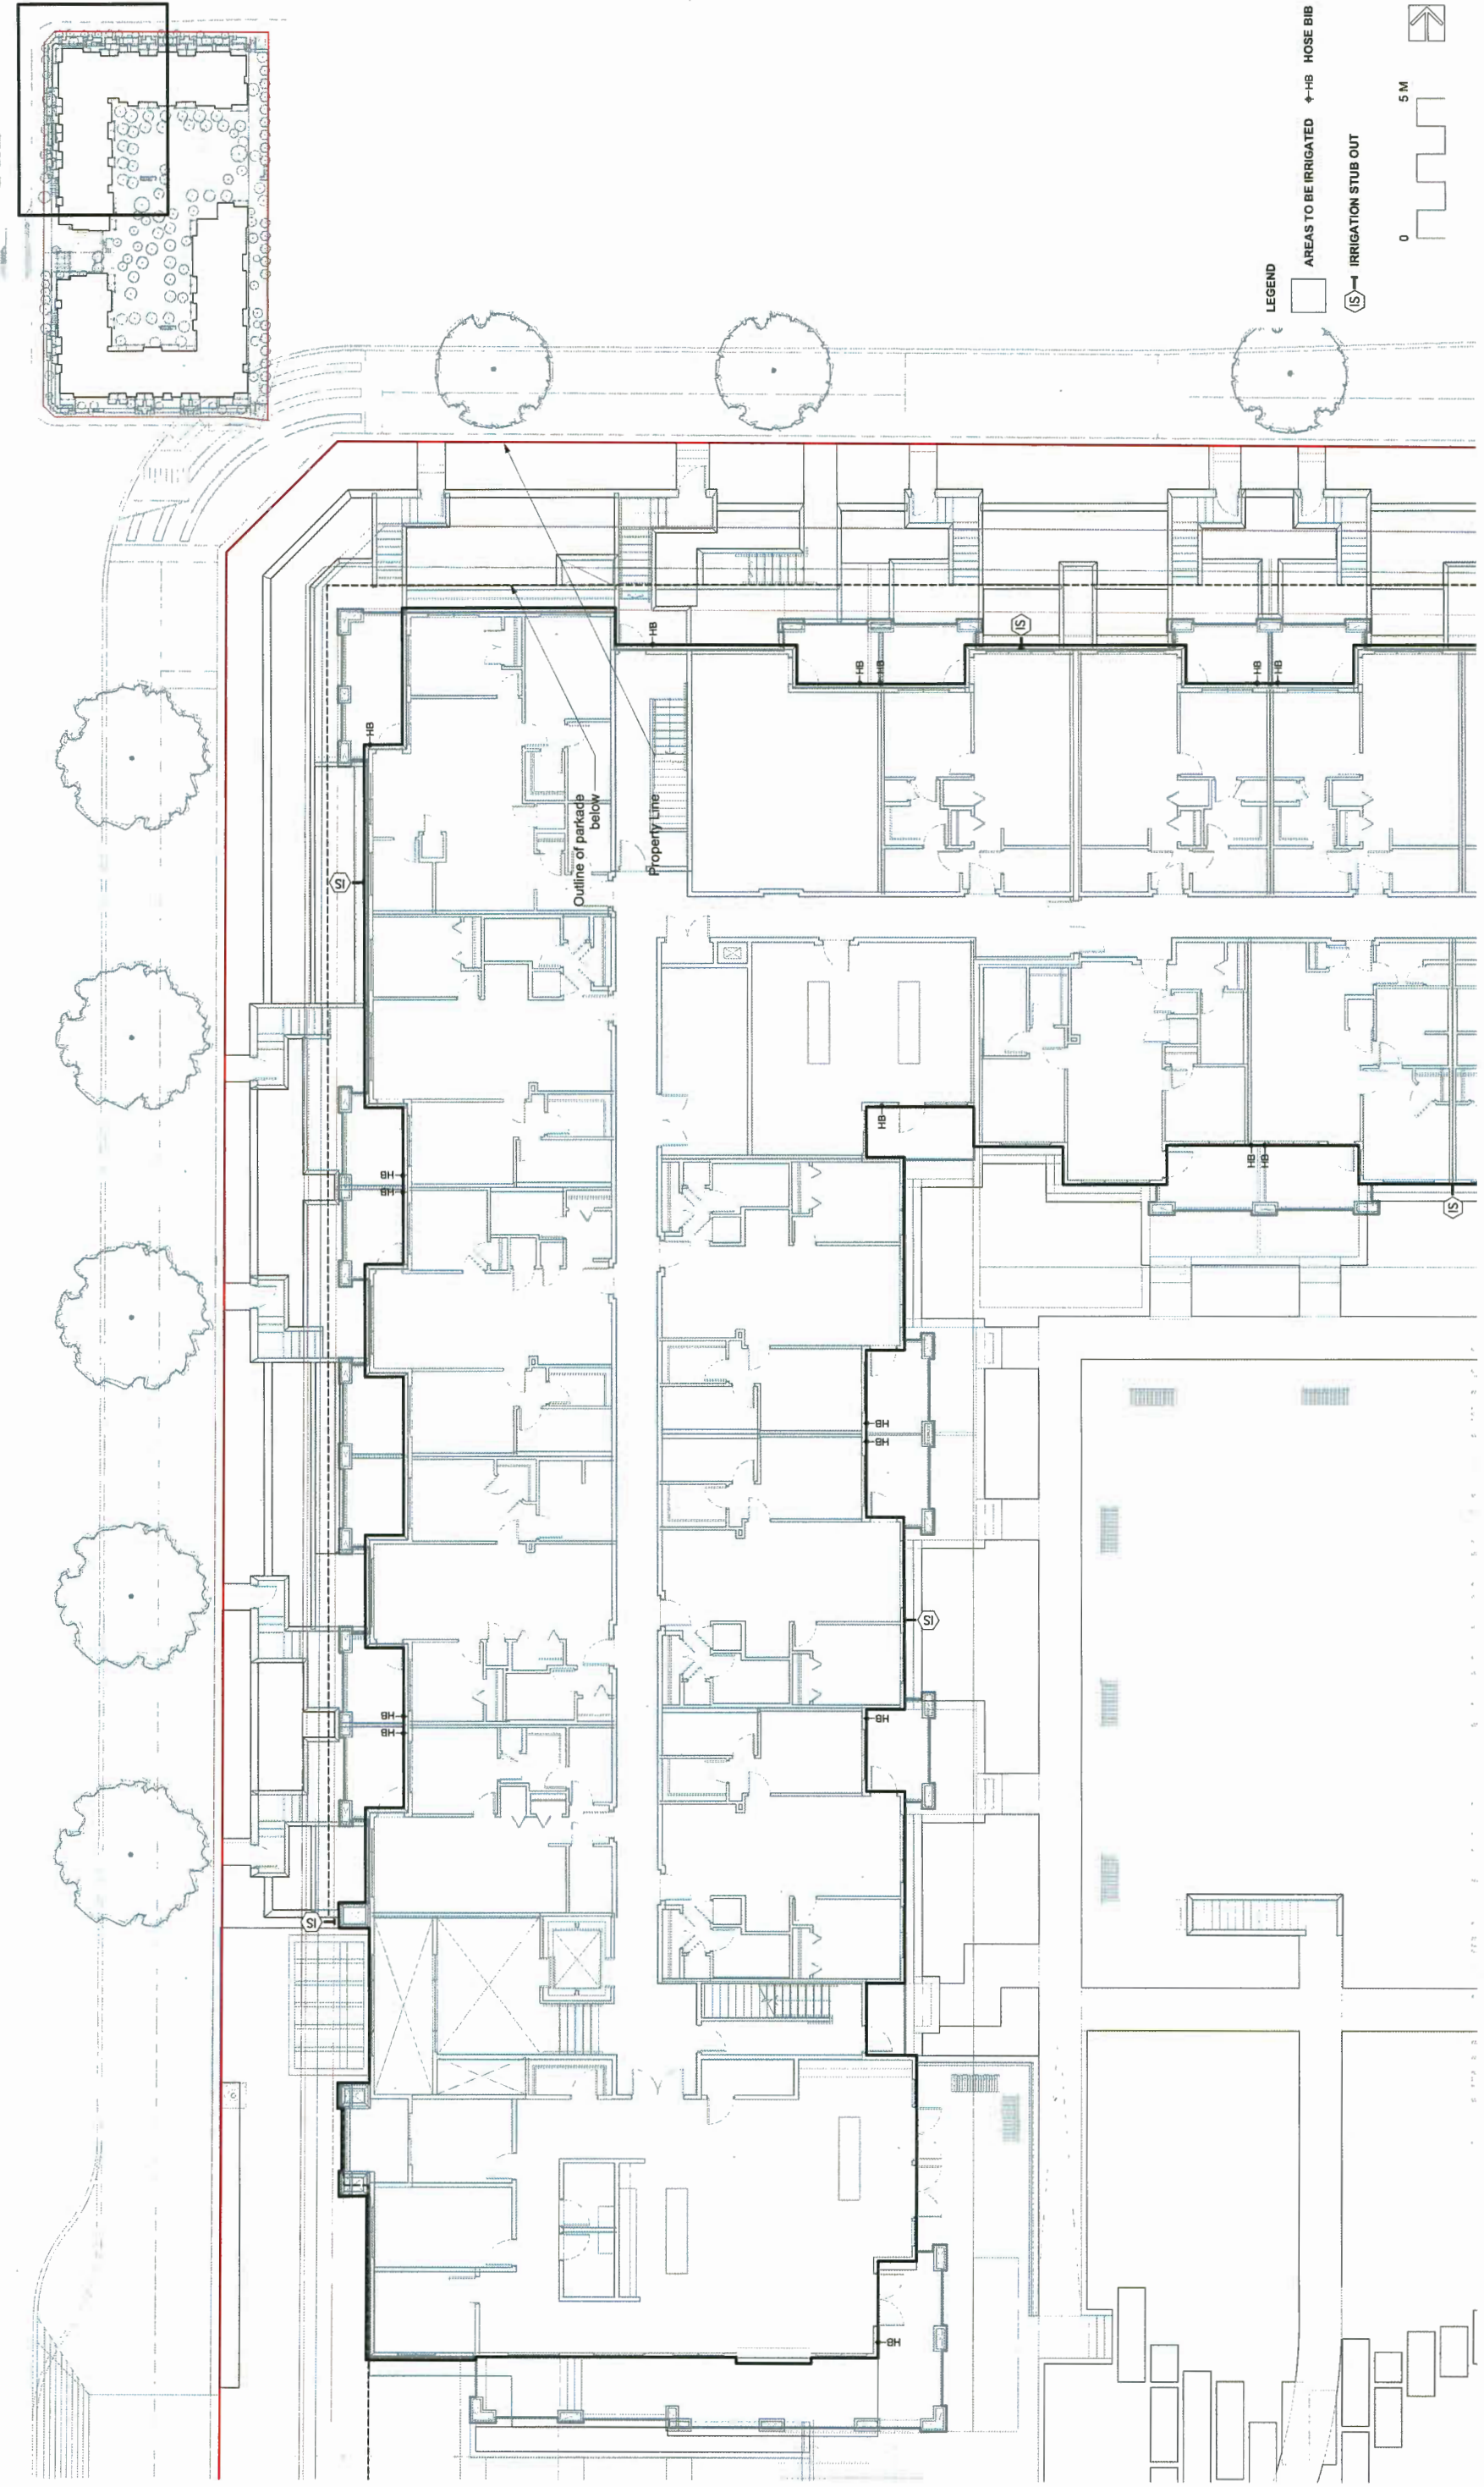 LEGEND
AREAS TO BE IRRIGATED
HB HOSE BIB
IS IRRIGATION STUB OUT
0 5 M
Outline of parkade
below
Property Line
HB
IS
HB
HB
HB
HB
IS
HB
HB
IS
HB
HB
HB
HB
HB
HB
IS
HB
HB
IS
HB
HB
IS
HB